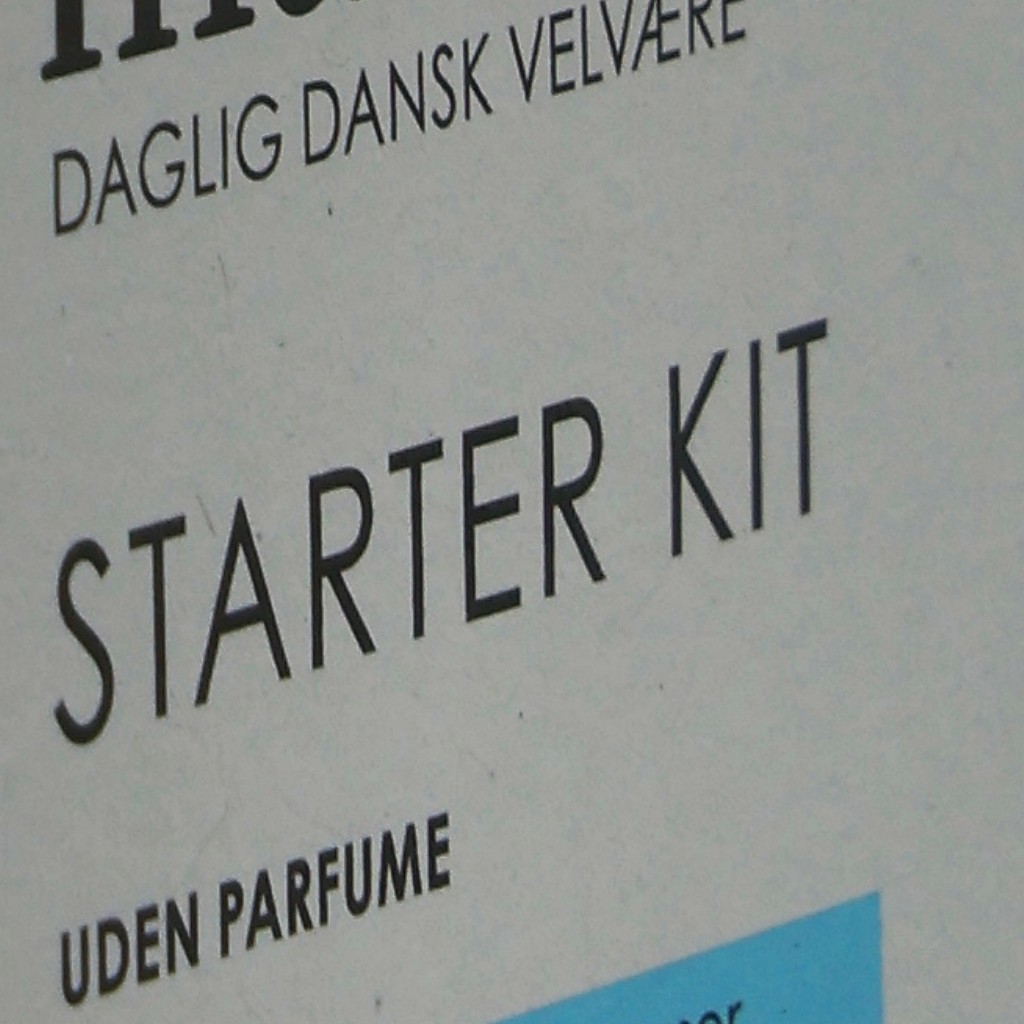 DAGLIG DANSK VELVÆRE
STARTER KIT
UDEN PARFUME